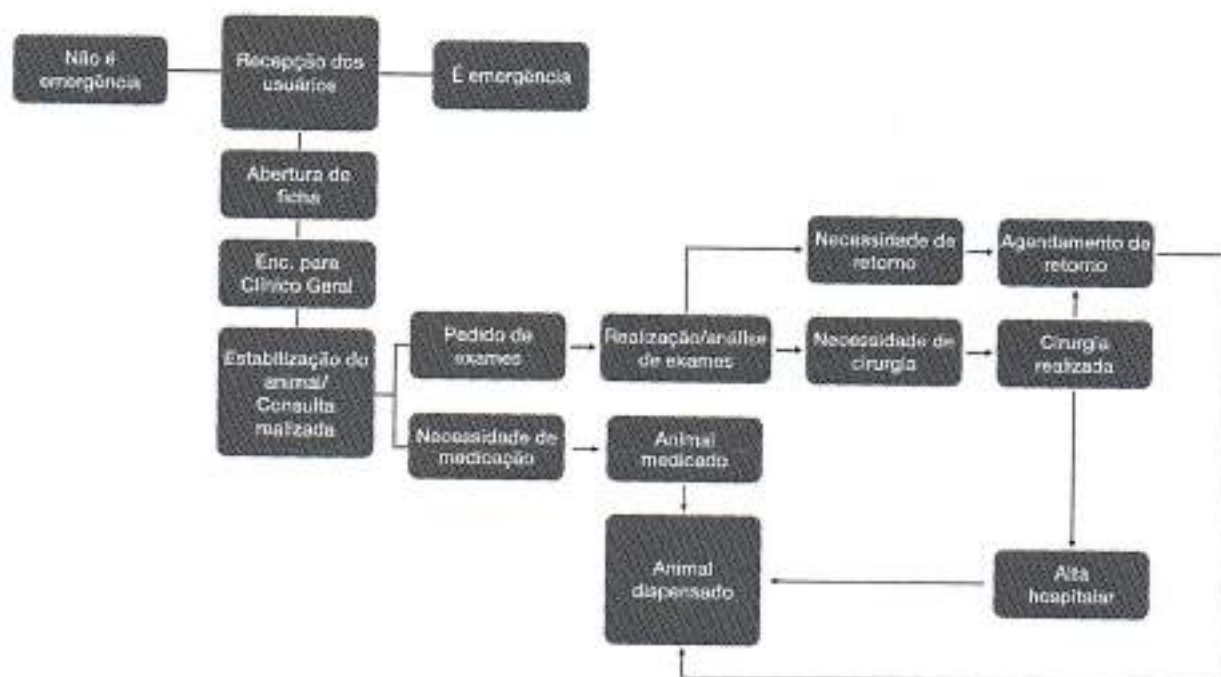 Não é
emergência
Recepção dos
usuários
É emergência
Abertura de
ficha
Enc. para
Clínico Geral
Estabilização do
animal/
Consulta
realizada
Pedido de
exames
Realização/análise
de exames
Necessidade de
retorno
Agendamento de
retorno
Necessidade de
cirurgia
Cirurgia
realizada
Necessidade de
medicação
Animal
medicado
Animal
dispensado
Alta
hospitalar